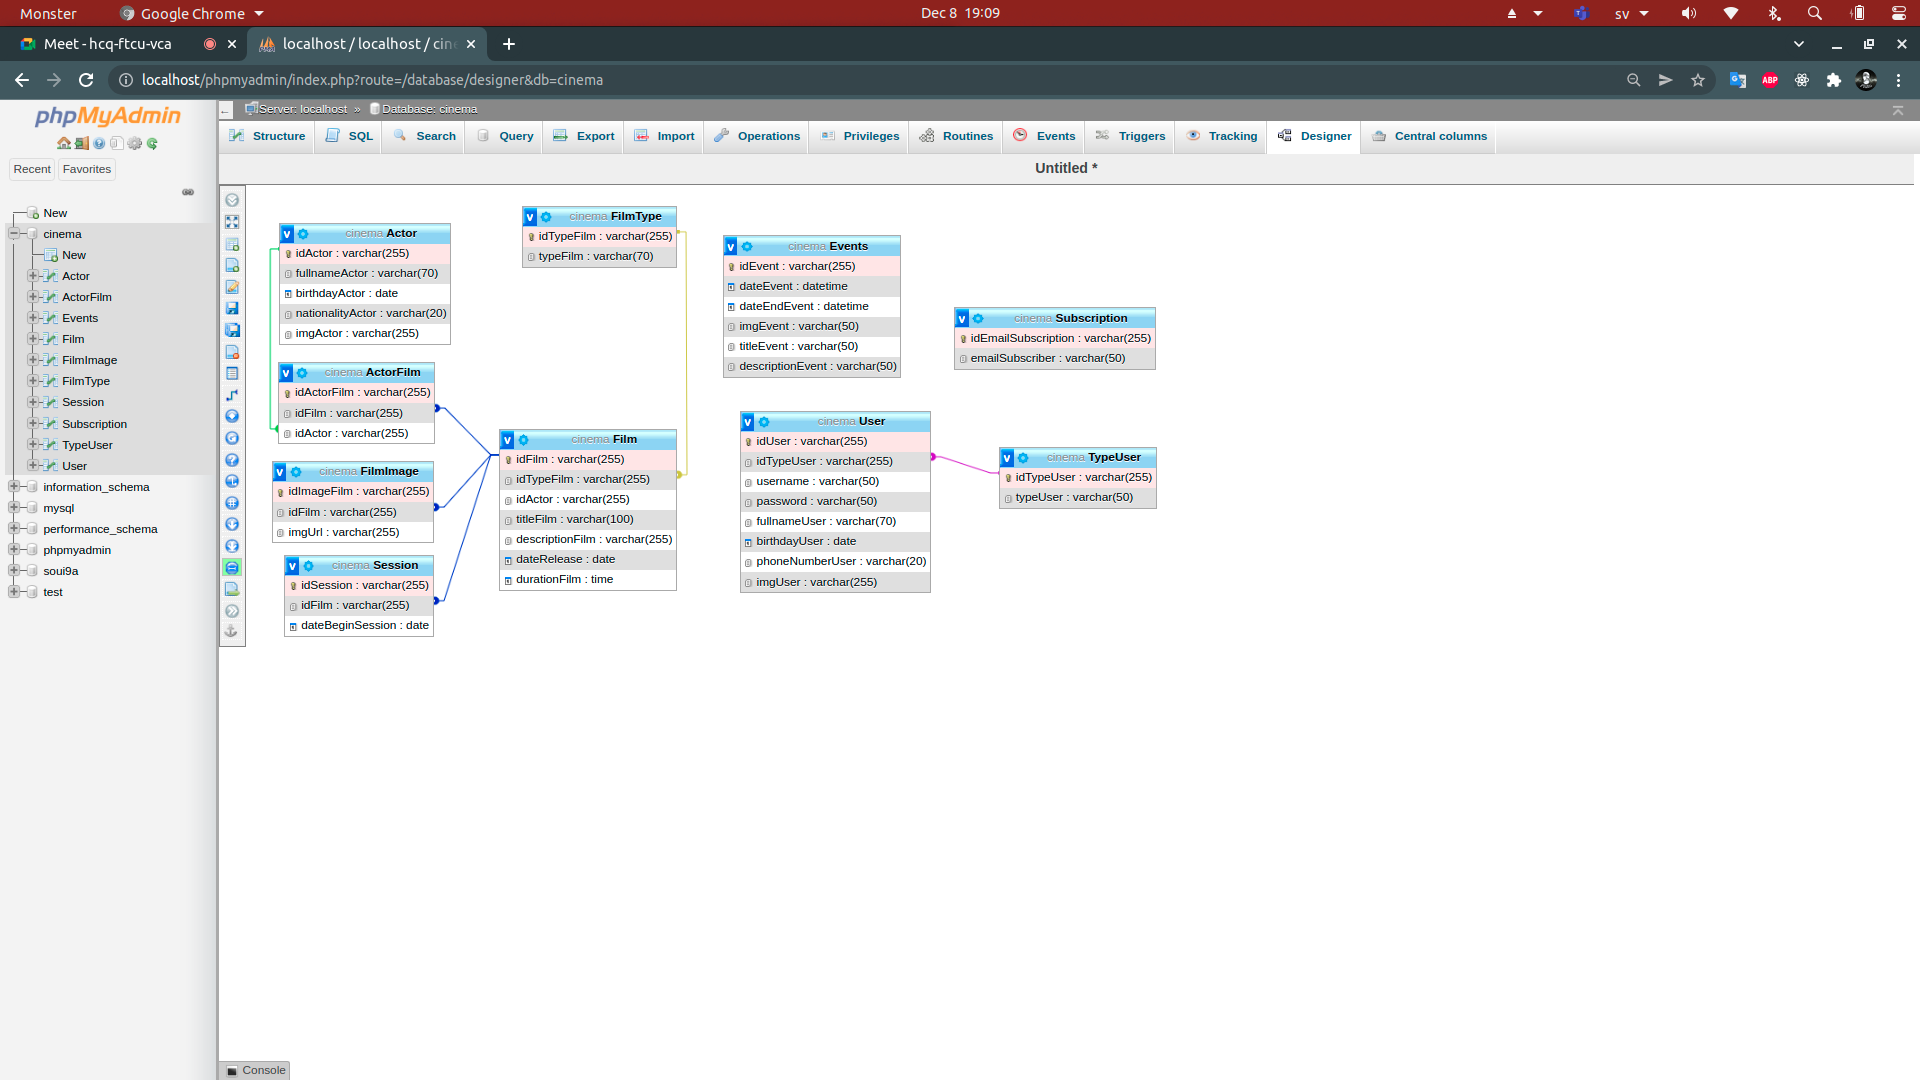 Monster
Google Chrome
Dec 8 19:09
sv
Meet - hcq-ftcu-vca
localhost / localhost / cine
localhost/phpmyadmin/index.php?route=/database/designer&db=cinema
ABP
phpMyAdmin
Recent
Favorites
New
cinema
New
Actor
ActorFilm
Events
Film
FilmImage
FilmType
Session
Subscription
TypeUser
User
information_schema
mysql
performance_schema
phpmyadmin
soui9a
test
Server: localhost » Database: cinema
Structure
SQL
Search
Query
Export
Import
Operations
Privileges
Routines
Events
Triggers
Tracking
Designer
Central columns
Untitled *
v cinema Actor
idActor : varchar(255)
fullnameActor : varchar(70)
birthdayActor : date
nationalityActor : varchar(20)
imgActor : varchar(255)
v cinema ActorFilm
idActorFilm : varchar(255)
idFilm : varchar(255)
idActor : varchar(255)
v cinema FilmImage
idImageFilm : varchar(255)
idFilm : varchar(255)
imgUrl : varchar(255)
v cinema Session
idSession : varchar(255)
idFilm : varchar(255)
dateBeginSession : date
v cinema FilmType
idTypeFilm : varchar(255)
typeFilm : varchar(70)
v cinema Film
idFilm : varchar(255)
idTypeFilm : varchar(255)
idActor : varchar(255)
titleFilm : varchar(100)
descriptionFilm : varchar(255)
dateRelease : date
durationFilm : time
v cinema Events
idEvent : varchar(255)
dateEvent : datetime
dateEndEvent : datetime
imgEvent : varchar(50)
titleEvent : varchar(50)
descriptionEvent : varchar(50)
v cinema User
idUser : varchar(255)
idTypeUser : varchar(255)
username : varchar(50)
password : varchar(50)
fullnameUser : varchar(70)
birthdayUser : date
phoneNumberUser : varchar(20)
imgUser : varchar(255)
v cinema Subscription
idEmailSubscription : varchar(255)
emailSubscriber : varchar(50)
v cinema TypeUser
idTypeUser : varchar(255)
typeUser : varchar(50)
Console